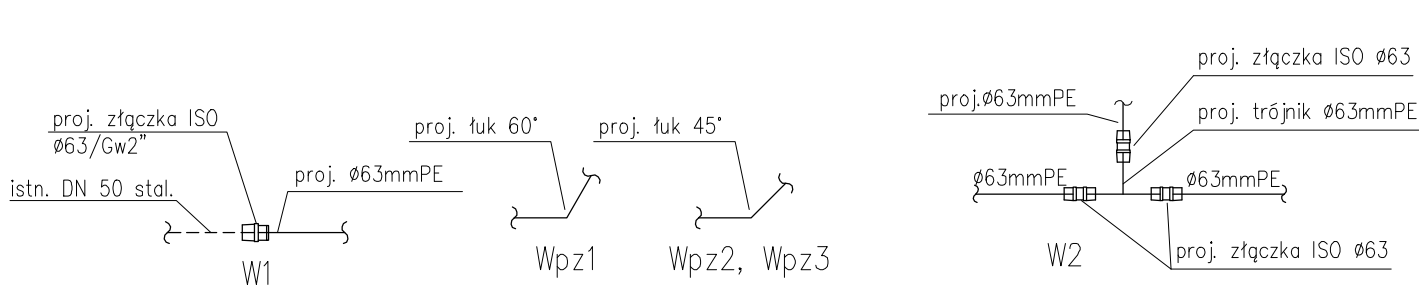 proj. złączka ISO
Ø63/Gw2"
istn. DN 50 stal.
proj. Ø63mmPE
W1
proj. łuk 60°
Wpz1
proj. łuk 45°
Wpz2, Wpz3
proj.Ø63mmPE
proj. złączka ISO Ø63
proj. trójnik Ø63mmPE
Ø63mmPE
Ø63mmPE
W2
proj. złączka ISO Ø63